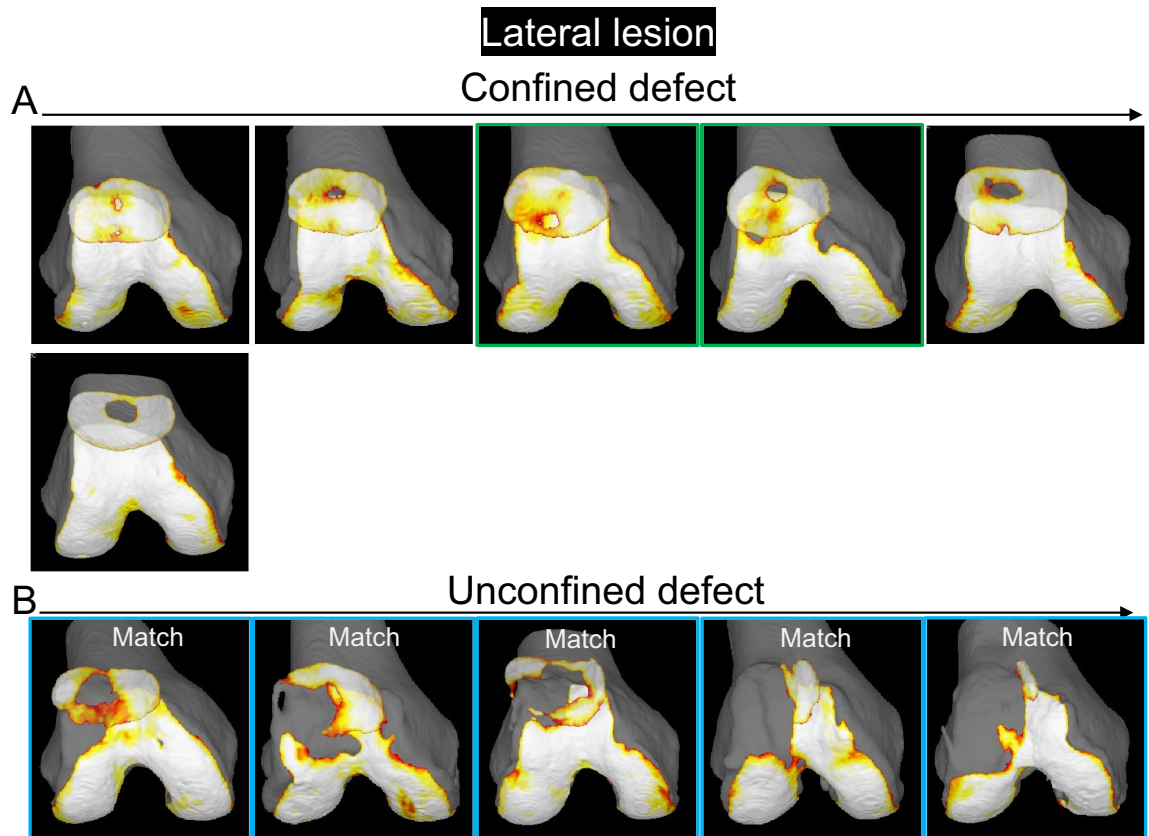 Lateral lesion
A
Confined defect
B
Unconfined defect
Match
Match
Match
Match
Match